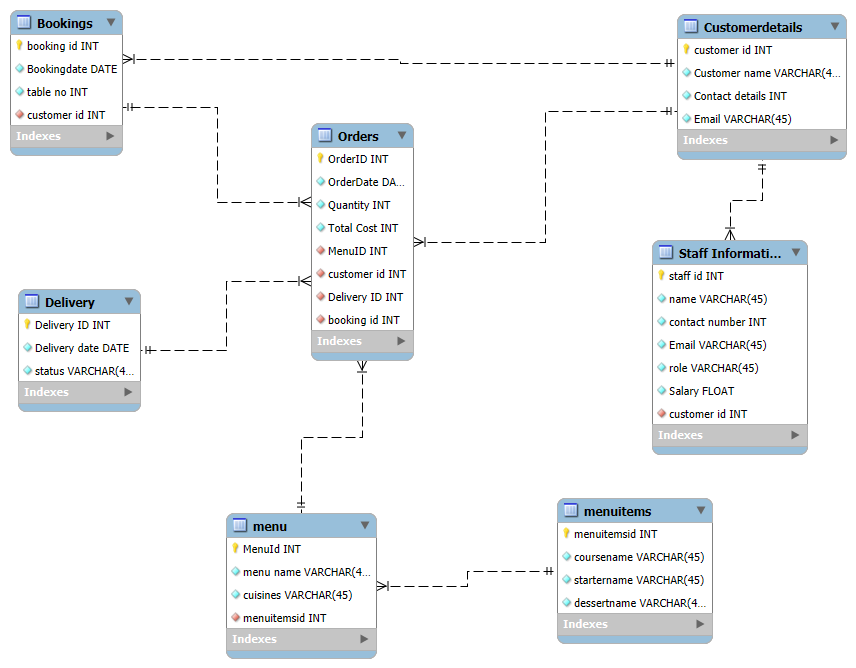 Bookings
booking id INT
Bookingdate DATE
table no INT
customer id INT
Indexes
Customerdetails
customer id INT
Customer name VARCHAR(4...
Contact details INT
Email VARCHAR(45)
Indexes
Orders
OrderID INT
OrderDate DA...
Quantity INT
Total Cost INT
MenuID INT
customer id INT
Delivery ID INT
booking id INT
Indexes
Staff Informati...
staff id INT
name VARCHAR(45)
contact number INT
Email VARCHAR(45)
role VARCHAR(45)
Salary FLOAT
customer id INT
Indexes
Delivery
Delivery ID INT
Delivery date DATE
status VARCHAR(4...
Indexes
menu
MenuId INT
menu name VARCHAR(4...
cuisines VARCHAR(45)
menuitemsid INT
Indexes
menuitems
menuitemsid INT
coursename VARCHAR(45)
startername VARCHAR(45)
dessertname VARCHAR(4...
Indexes